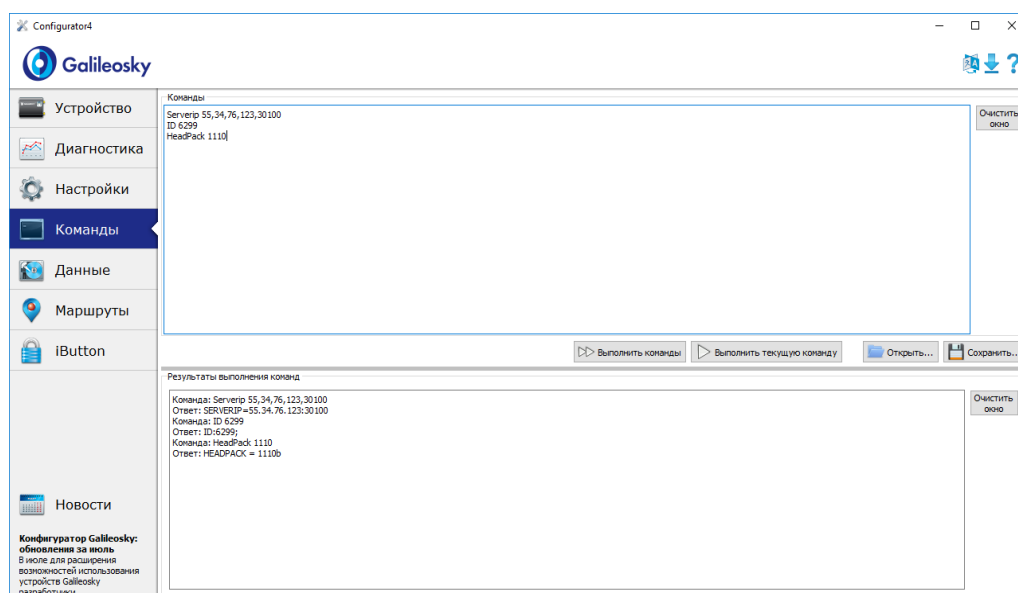 Configurator4
Galileosky
Устройство
Диагностика
Настройки
Команды
Данные
Маршруты
iButton
Новости
Конфигуратор Galileosky:
обновления за июль
В июле для расширения
возможностей использования
устройств Galileosky
разработчики
Команды
Serverip 55,34,76,123,30100
ID 6299
HeadPack 1110
Очистить
окно
Выполнить команды
Выполнить текущую команду
Открыть...
Сохранить..
Результаты выполнения команд
Команда: Serverip 55,34,76,123,30100
Ответ: SERVERIP=55.34.76.123:30100
Команда: ID 6299
Ответ: ID:6299;
Команда: HeadPack 1110
Ответ: HEADPACK = 1110b
Очистить
окно